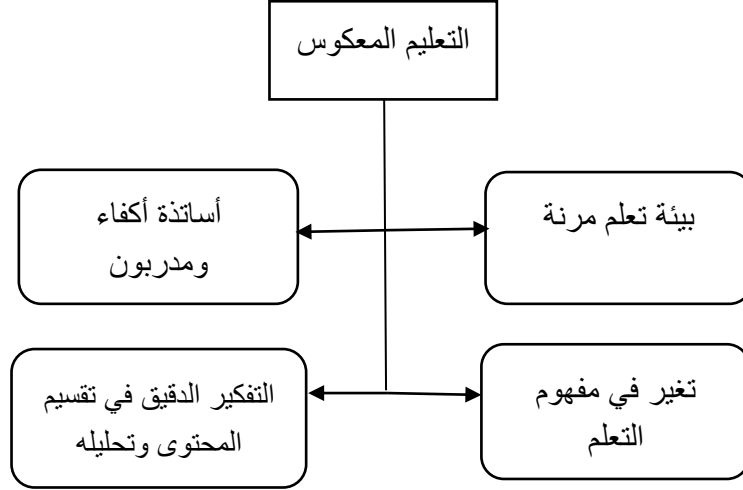 التعليم المعكوس
بيئة تعلم مرنة
أساتذة أكفاء
ومدربون
تغير في مفهوم
التعلم
التفكير الدقيق في تقسيم
المحتوى وتحليله